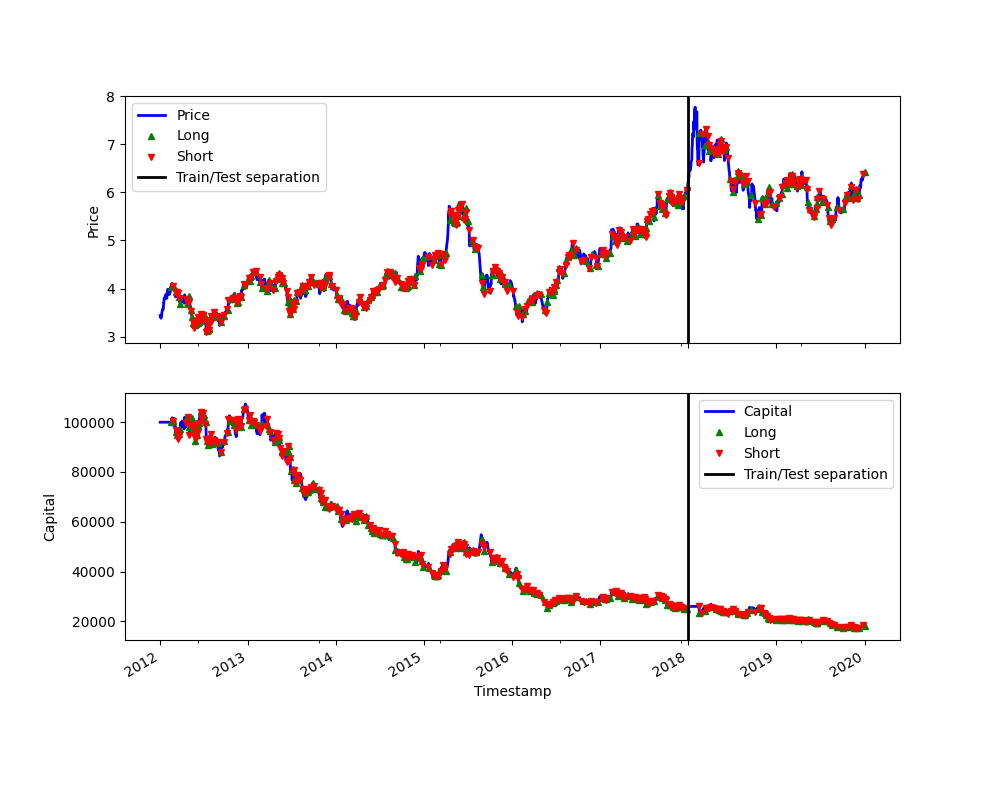 8
7
6
5
4
3
Price
Price
Long
Short
Train/Test separation
100000
80000
60000
40000
20000
Capital
Capital
Long
Short
Train/Test separation
2012 2013 2014 2015 2016 2017 2018 2019 2020
Timestamp